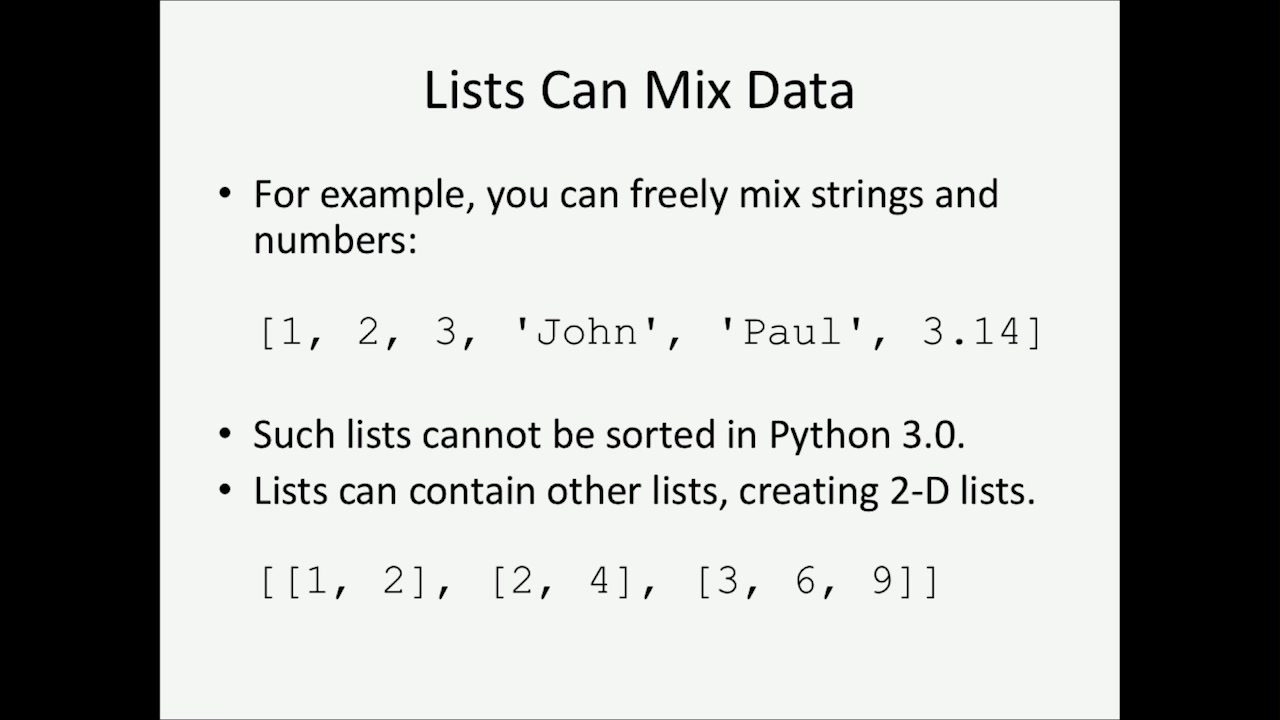 Lists Can Mix Data
• For example, you can freely mix strings and
numbers:
[1, 2, 3, 'John', 'Paul', 3.14]
• Such lists cannot be sorted in Python 3.0.
• Lists can contain other lists, creating 2-D lists.
[[1, 2], [2, 4], [3, 6, 9]]